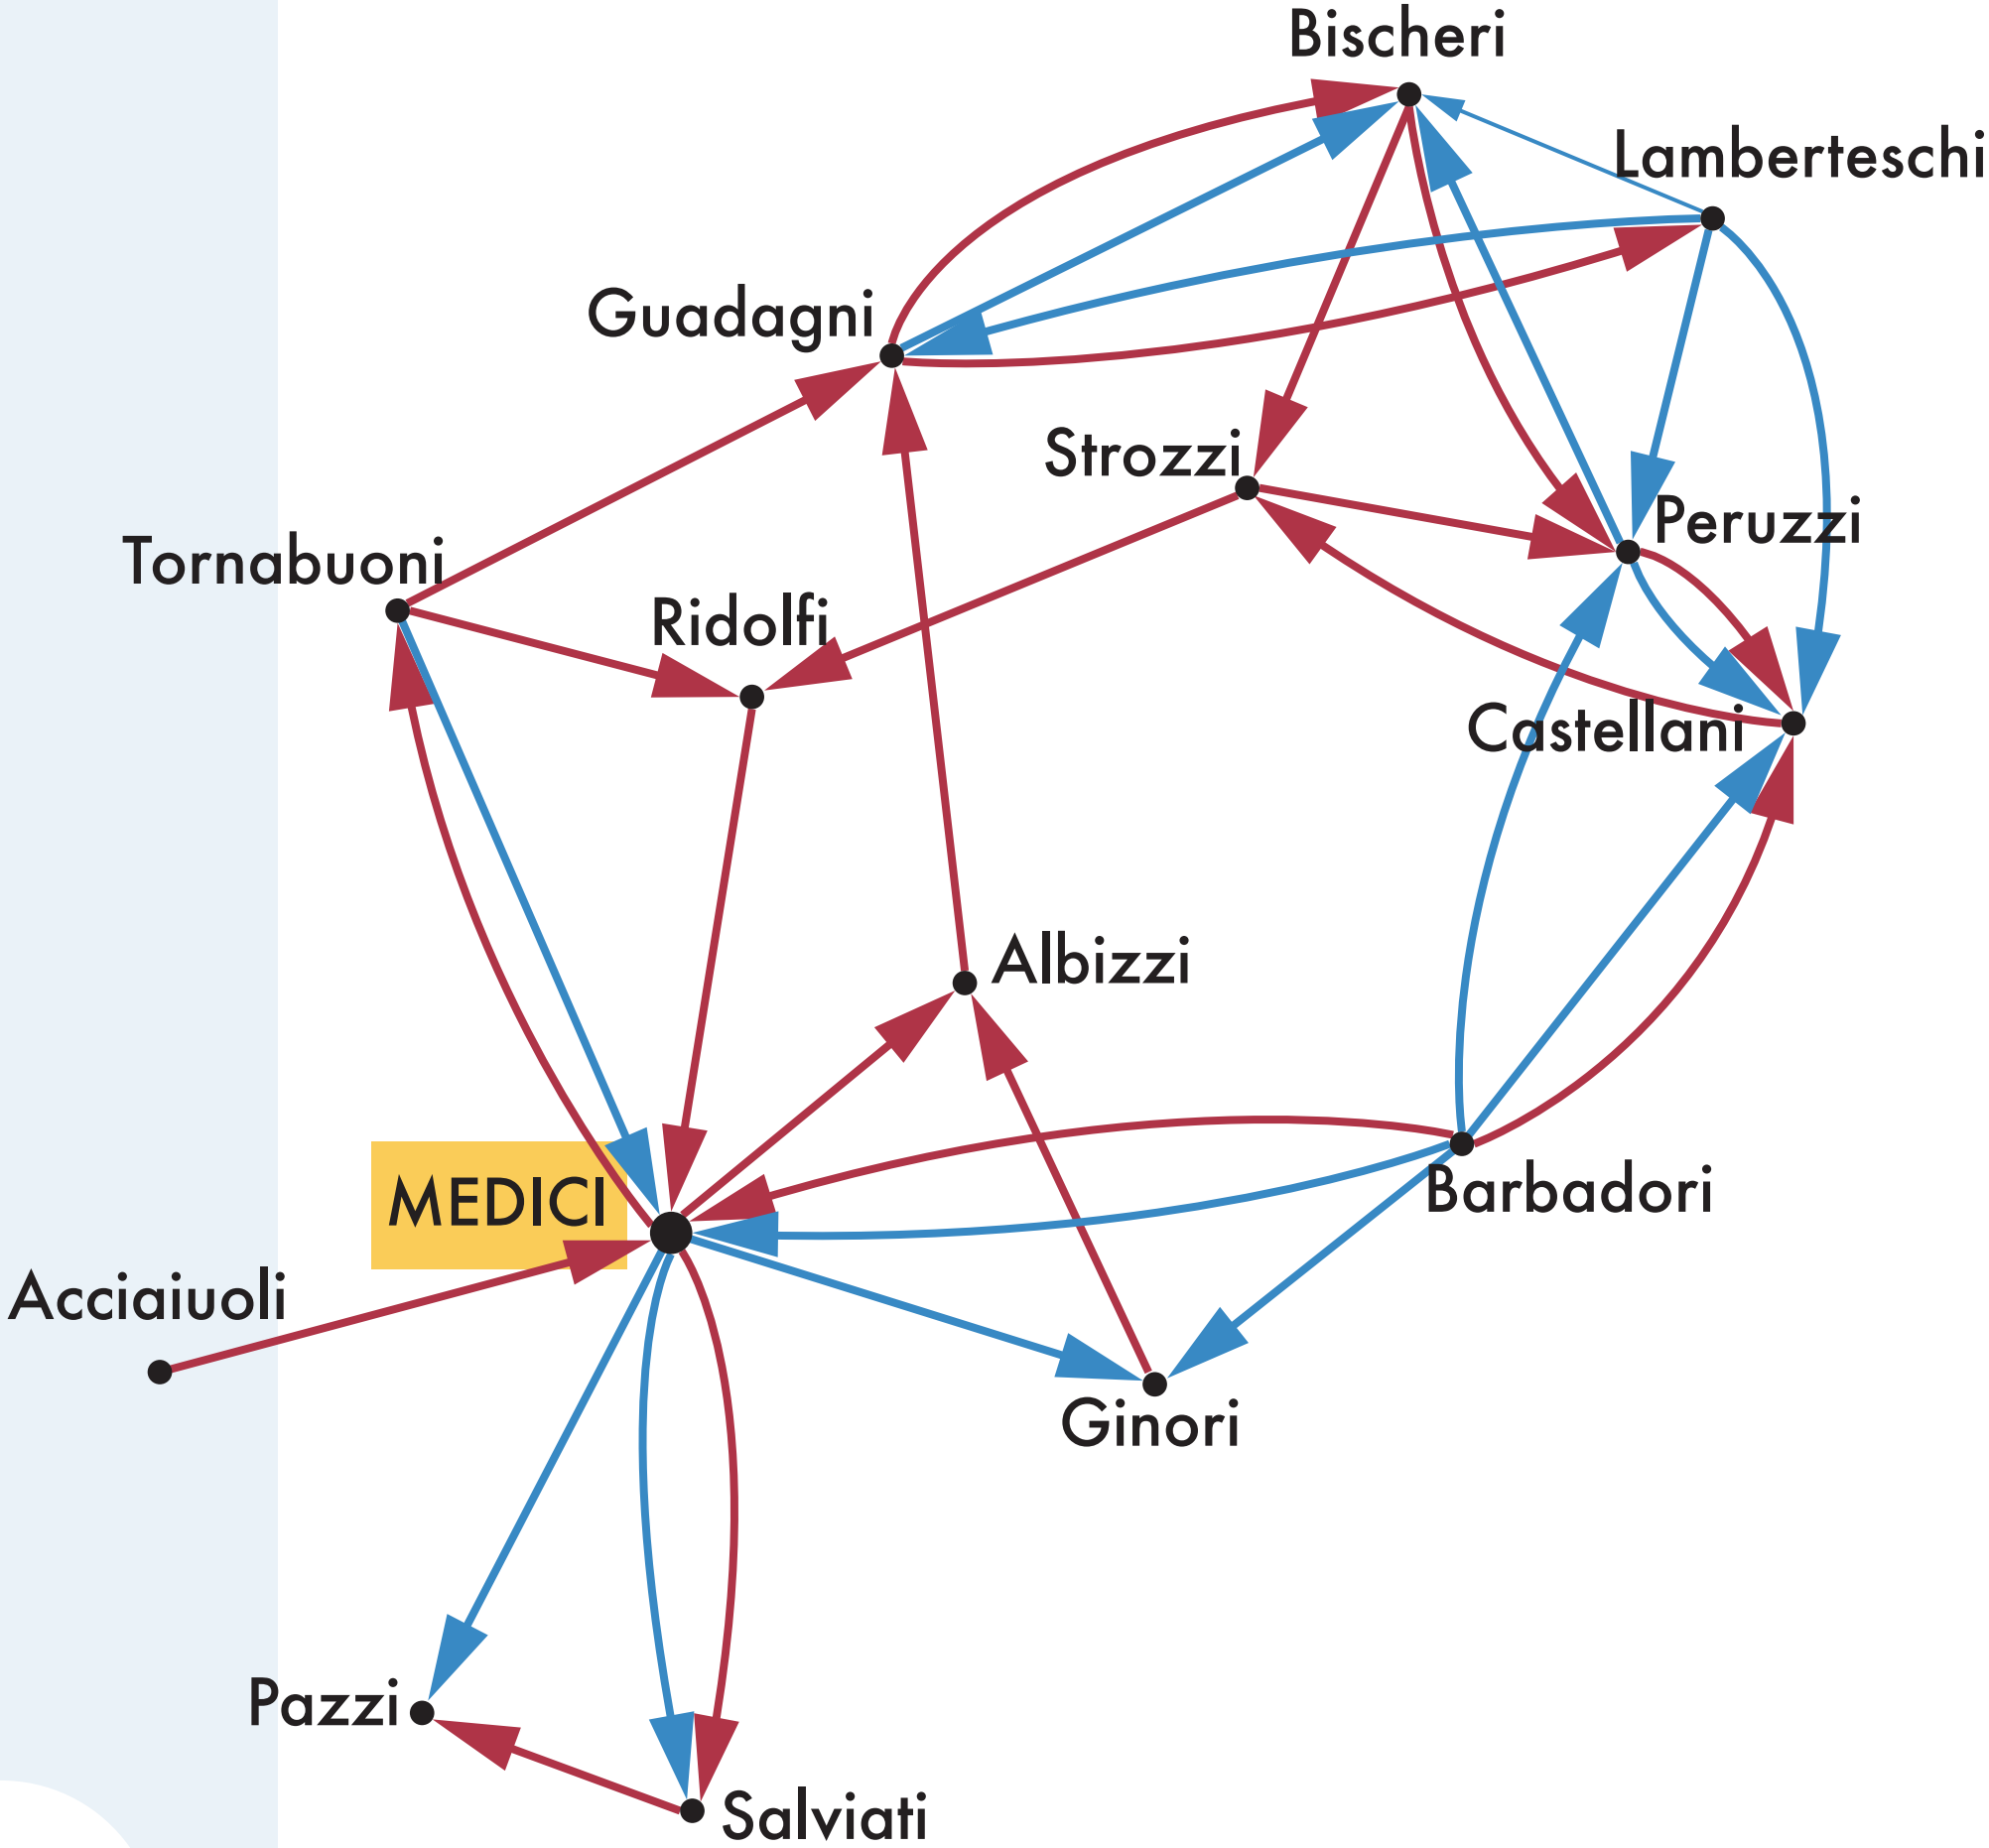 Bischeri
Lamberteschi
Guadagni
Strozzi
Peruzzi
Tornabuoni
Ridolfi
Castellani
Albizzi
MEDICI
Barbadori
Acciaiuoli
Ginori
Pazzi
Salviati